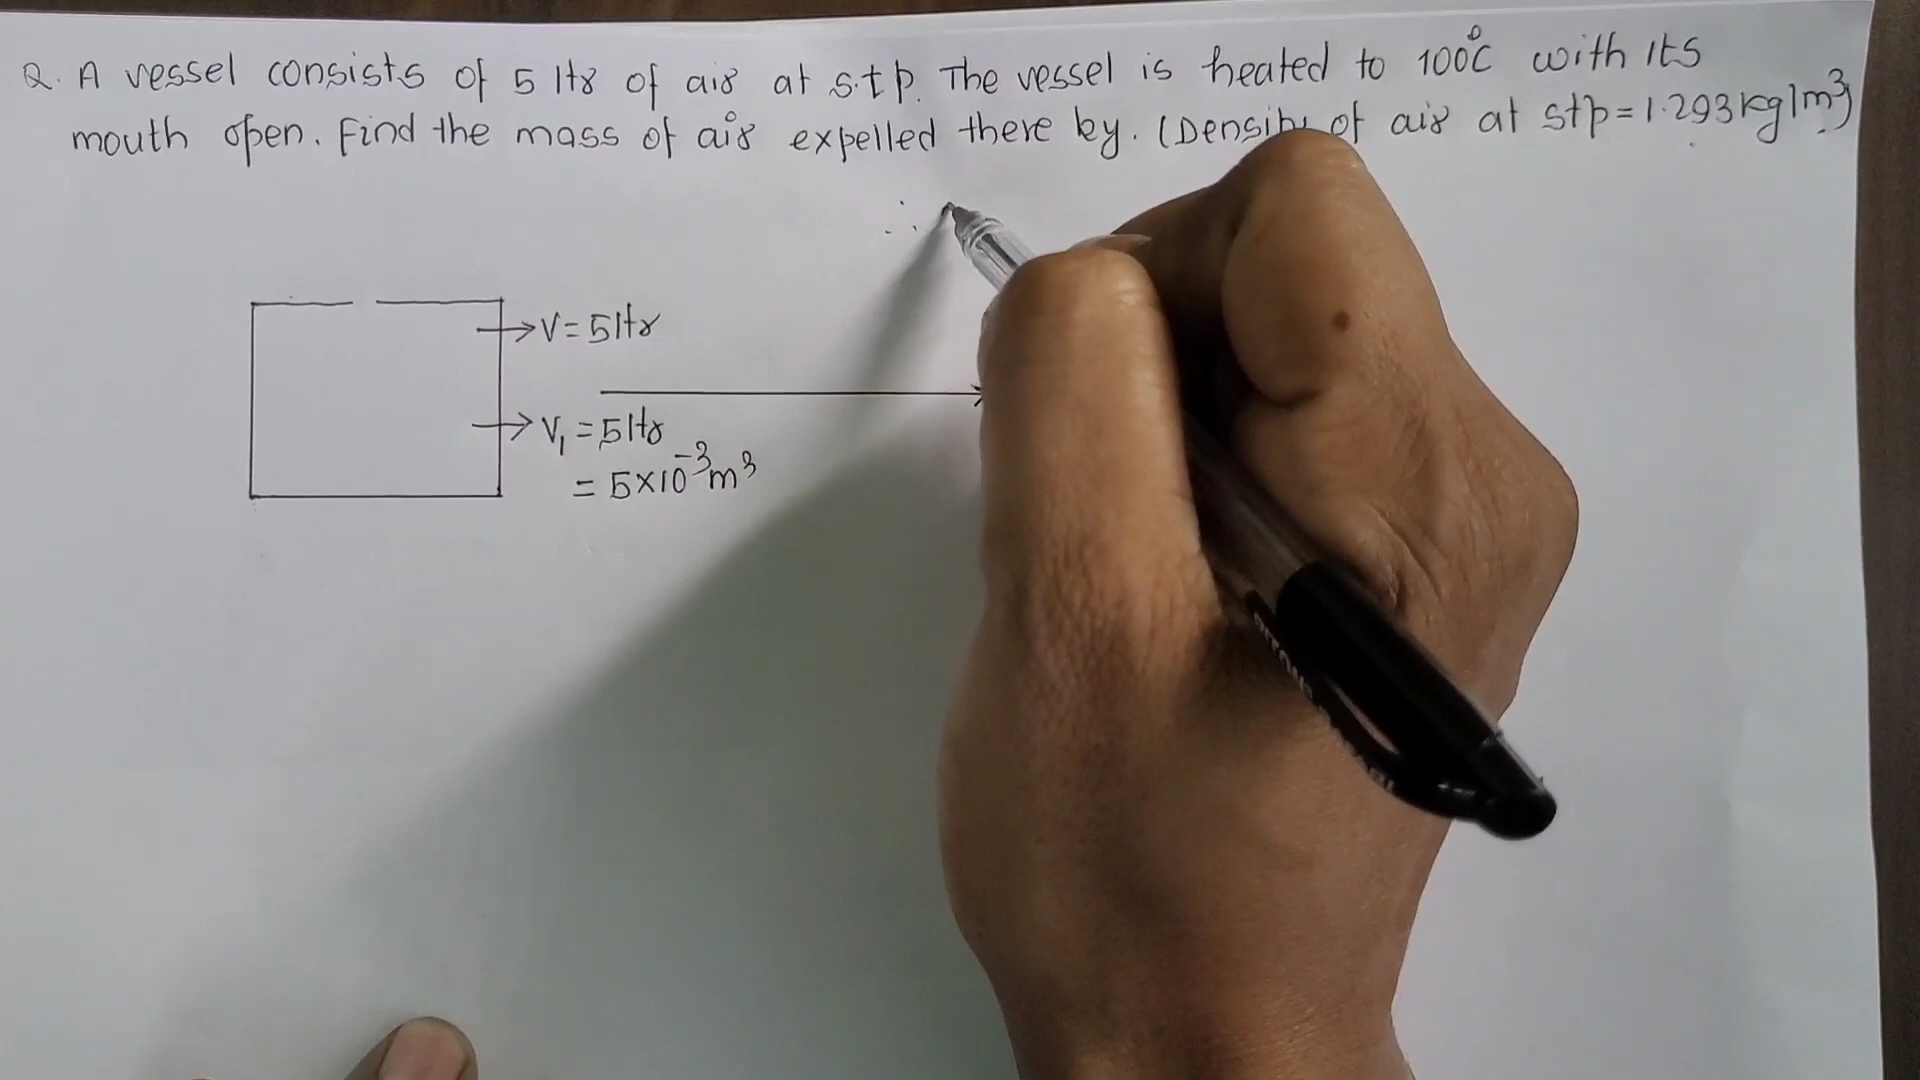 Q. A vessel consists of 5 ltr of air at s.t.p. The vessel is heated to 100°C with its
mouth open. Find the mass of air expelled there by. (Density of air at stp = 1.293 kg/m³)
∴
V = 5 ltr
V₁ = 5 ltr
= 5×10⁻³ m³